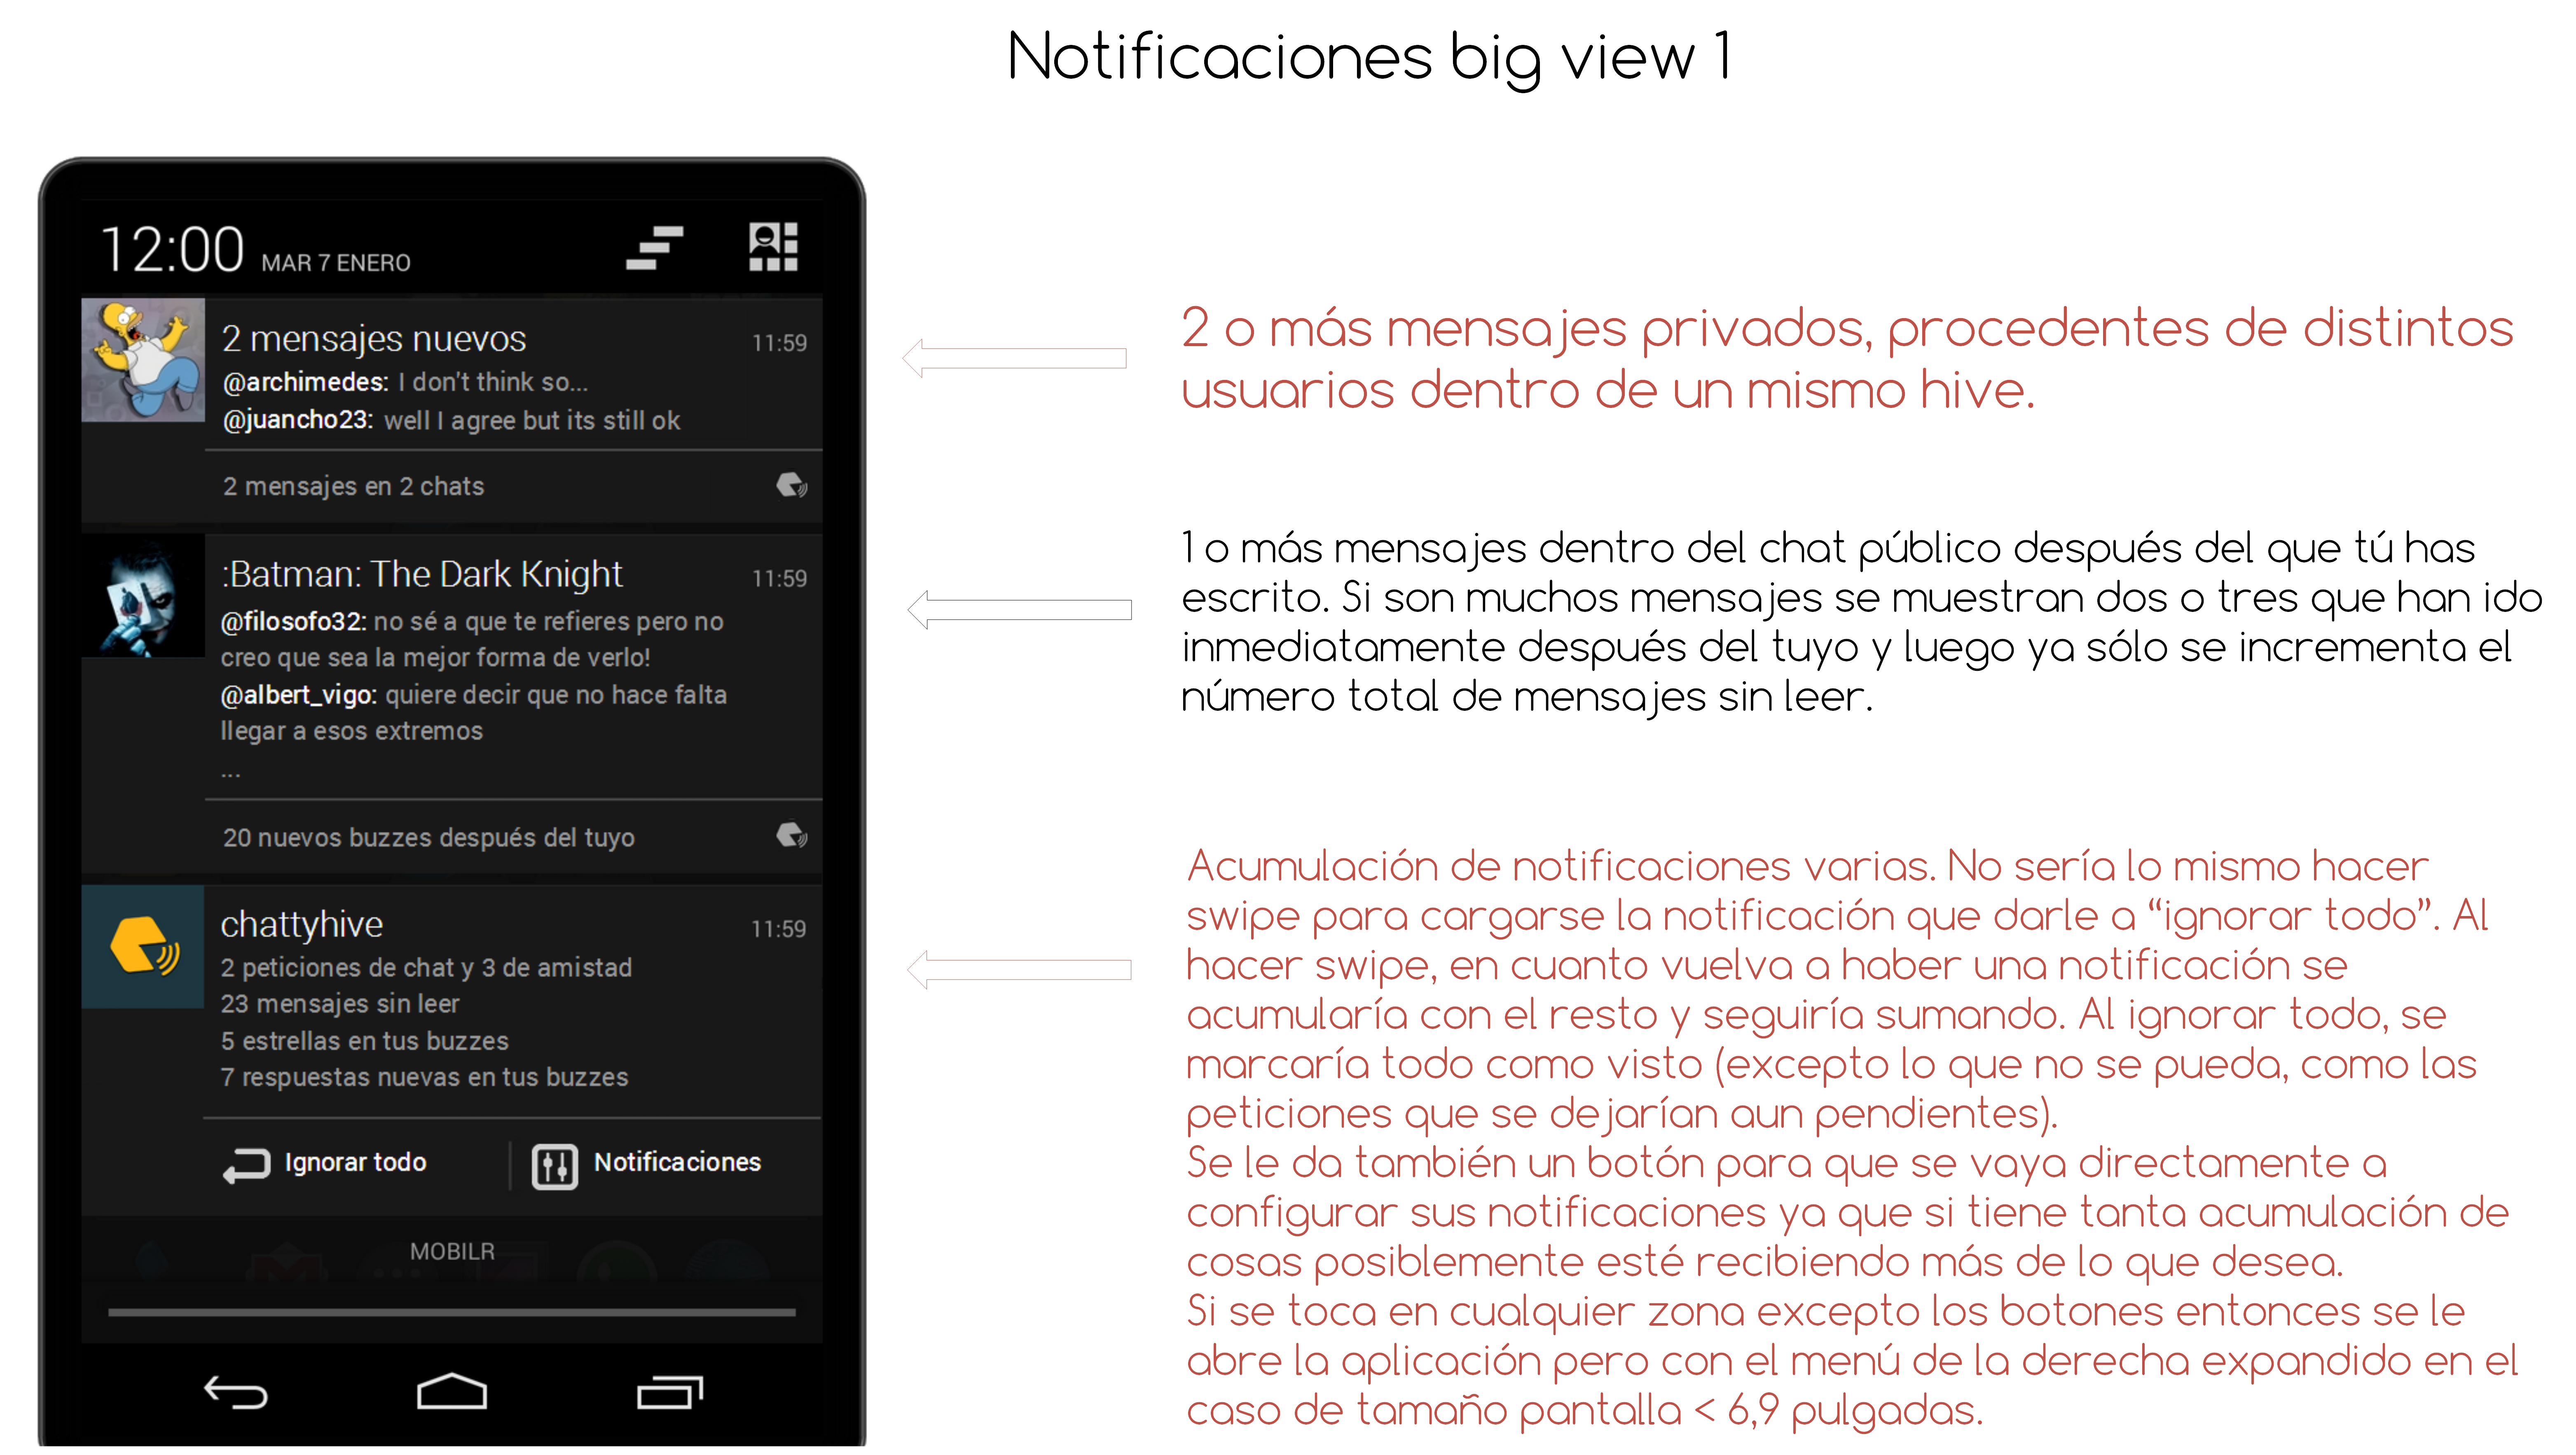 Notificaciones big view 1
12:00 MAR 7 ENERO
2 mensajes nuevos 11:59
@archimedes: I don't think so...
@juancho23: well I agree but its still ok
2 mensajes en 2 chats
:Batman: The Dark Knight 11:59
@filosofo32: no sé a que te refieres pero no
creo que sea la mejor forma de verlo!
@albert_vigo: quiere decir que no hace falta
llegar a esos extremos
...
20 nuevos buzzes después del tuyo
chattyhive 11:59
2 peticiones de chat y 3 de amistad
23 mensajes sin leer
5 estrellas en tus buzzes
7 respuestas nuevas en tus buzzes
Ignorar todo Notificaciones
MOBILR
2 o más mensajes privados, procedentes de distintos
usuarios dentro de un mismo hive.
1 o más mensajes dentro del chat público después del que tú has
escrito. Si son muchos mensajes se muestran dos o tres que han ido
inmediatamente después del tuyo y luego ya sólo se incrementa el
número total de mensajes sin leer.
Acumulación de notificaciones varias. No sería lo mismo hacer
swipe para cargarse la notificación que darle a “ignorar todo”. Al
hacer swipe, en cuanto vuelva a haber una notificación se
acumularía con el resto y seguiría sumando. Al ignorar todo, se
marcaría todo como visto (excepto lo que no se pueda, como las
peticiones que se dejarían aun pendientes).
Se le da también un botón para que se vaya directamente a
configurar sus notificaciones ya que si tiene tanta acumulación de
cosas posiblemente esté recibiendo más de lo que desea.
Si se toca en cualquier zona excepto los botones entonces se le
abre la aplicación pero con el menú de la derecha expandido en el
caso de tamaño pantalla < 6,9 pulgadas.